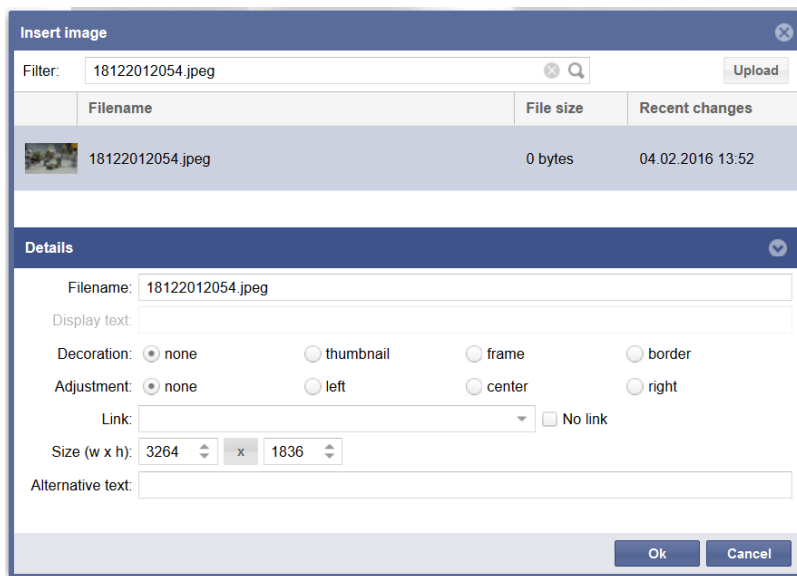 Insert image
Filter: 18122012054.jpeg Upload
Filename File size Recent changes
18122012054.jpeg 0 bytes 04.02.2016 13:52
Details
Filename: 18122012054.jpeg
Display text:
Decoration: none thumbnail frame border
Adjustment: none left center right
Link: No link
Size (w x h): 3264 x 1836
Alternative text:
Ok Cancel